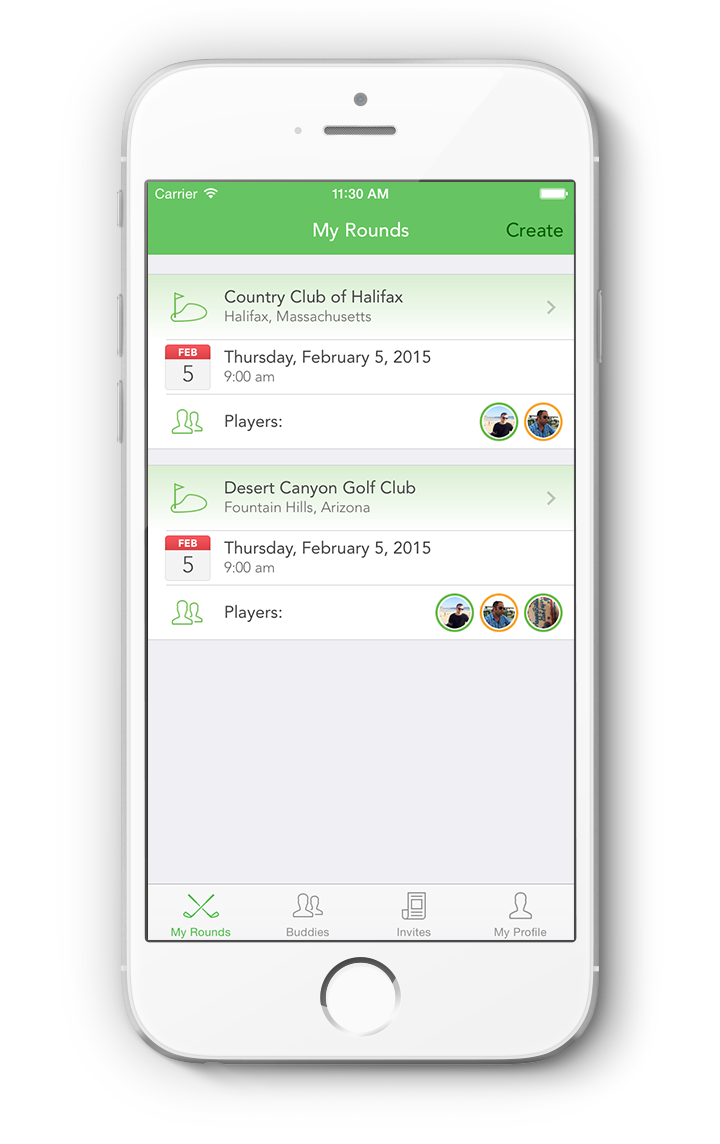 Carrier 11:30 AM
My Rounds Create
Country Club of Halifax
Halifax, Massachusetts
FEB
5
Thursday, February 5, 2015
9:00 am
Players:
Desert Canyon Golf Club
Fountain Hills, Arizona
FEB
5
Thursday, February 5, 2015
9:00 am
Players:
My Rounds Buddies Invites My Profile